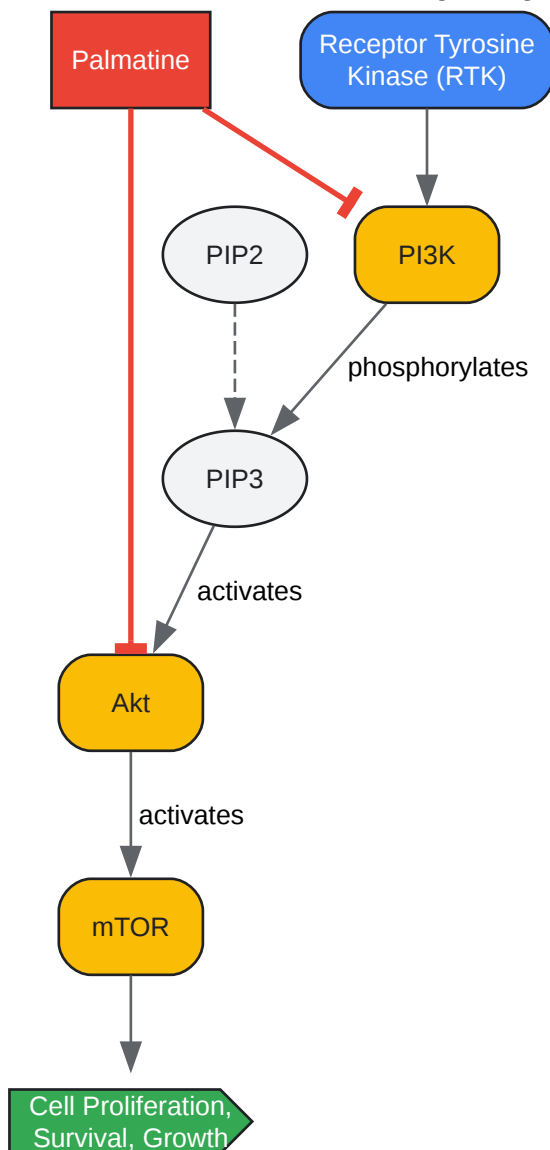 Palmatine
Receptor Tyrosine
Kinase (RTK)
PIP2
PI3K
phosphorylates
PIP3
activates
Akt
activates
mTOR
Cell Proliferation,
Survival, Growth